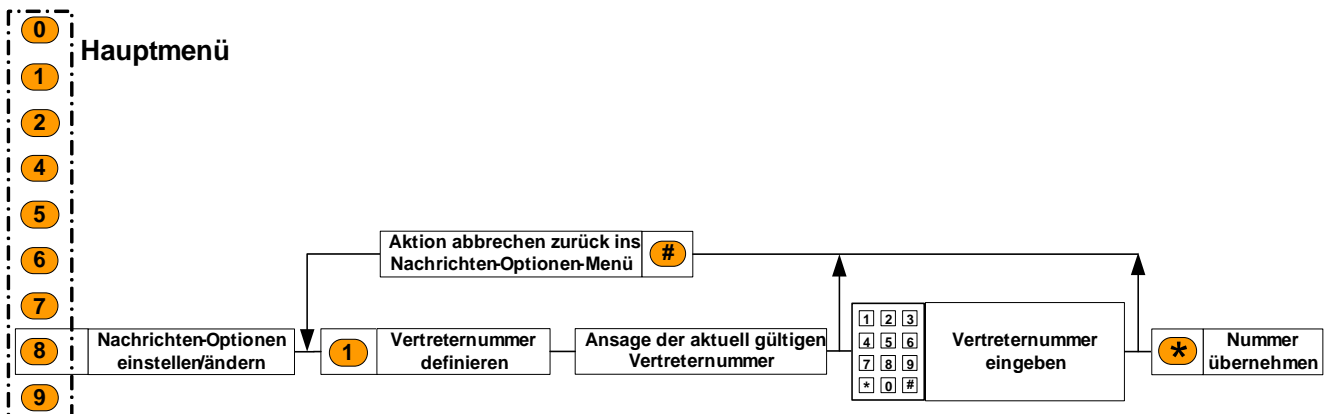 0
Hauptmenü
1
2
4
5
6
7
8
9
Aktion abbrechen zurück ins
Nachrichten-Optionen-Menü
#
Nachrichten-Optionen
einstellen/ändern
1
Vertreternummer
definieren
Ansage der aktuell gültigen
Vertreternummer
1 2 3
4 5 6
7 8 9
* 0 #
Vertreternummer
eingeben
*
Nummer
übernehmen